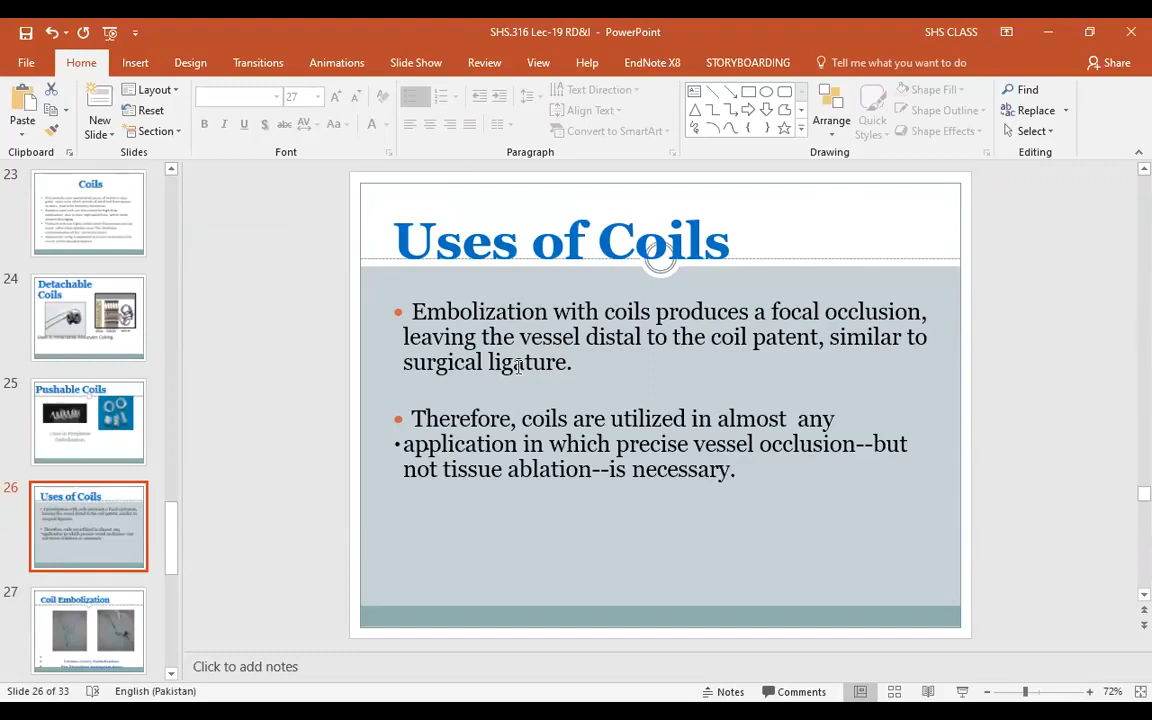 SHS.316 Lec-19 RD&I - PowerPoint
SHS CLASS
File Home Insert Design Transitions Animations Slide Show Review View Help EndNote X8 STORYBOARDING Tell me what you want to do Share
Paste
New
Slide
Layout
Reset
Section
27
Text Direction
Align Text
Convert to SmartArt
Arrange
Quick
Styles
Shape Fill
Shape Outline
Shape Effects
Find
Replace
Select
Clipboard Slides Font Paragraph Drawing Editing
23
Coils
24
Detachable
Coils
25
Pushable Coils
26
Uses of Coils
27
Coil Embolization
Uses of Coils
• Embolization with coils produces a focal occlusion,
leaving the vessel distal to the coil patent, similar to
surgical ligature.
• Therefore, coils are utilized in almost any
•application in which precise vessel occlusion--but
not tissue ablation--is necessary.
Click to add notes
Slide 26 of 33 English (Pakistan) Notes Comments 72%